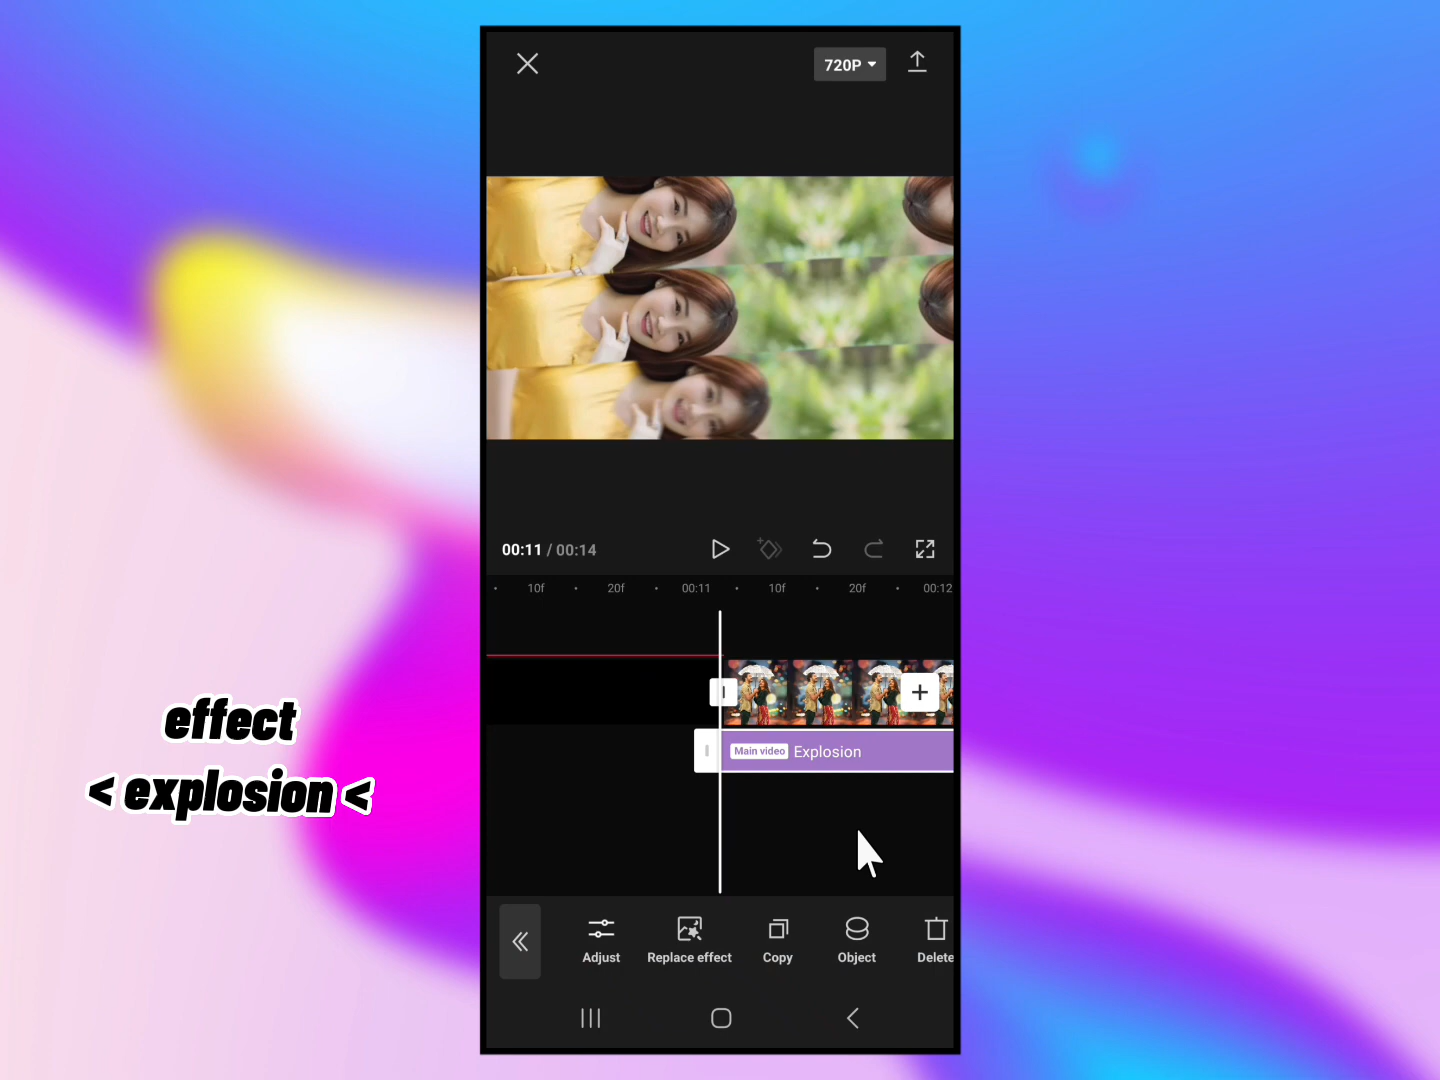 720P
00:11 / 00:14
10f 20f 00:11 10f 20f 00:12
effect
< explosion <
Main video Explosion
Adjust Replace effect Copy Object Delete